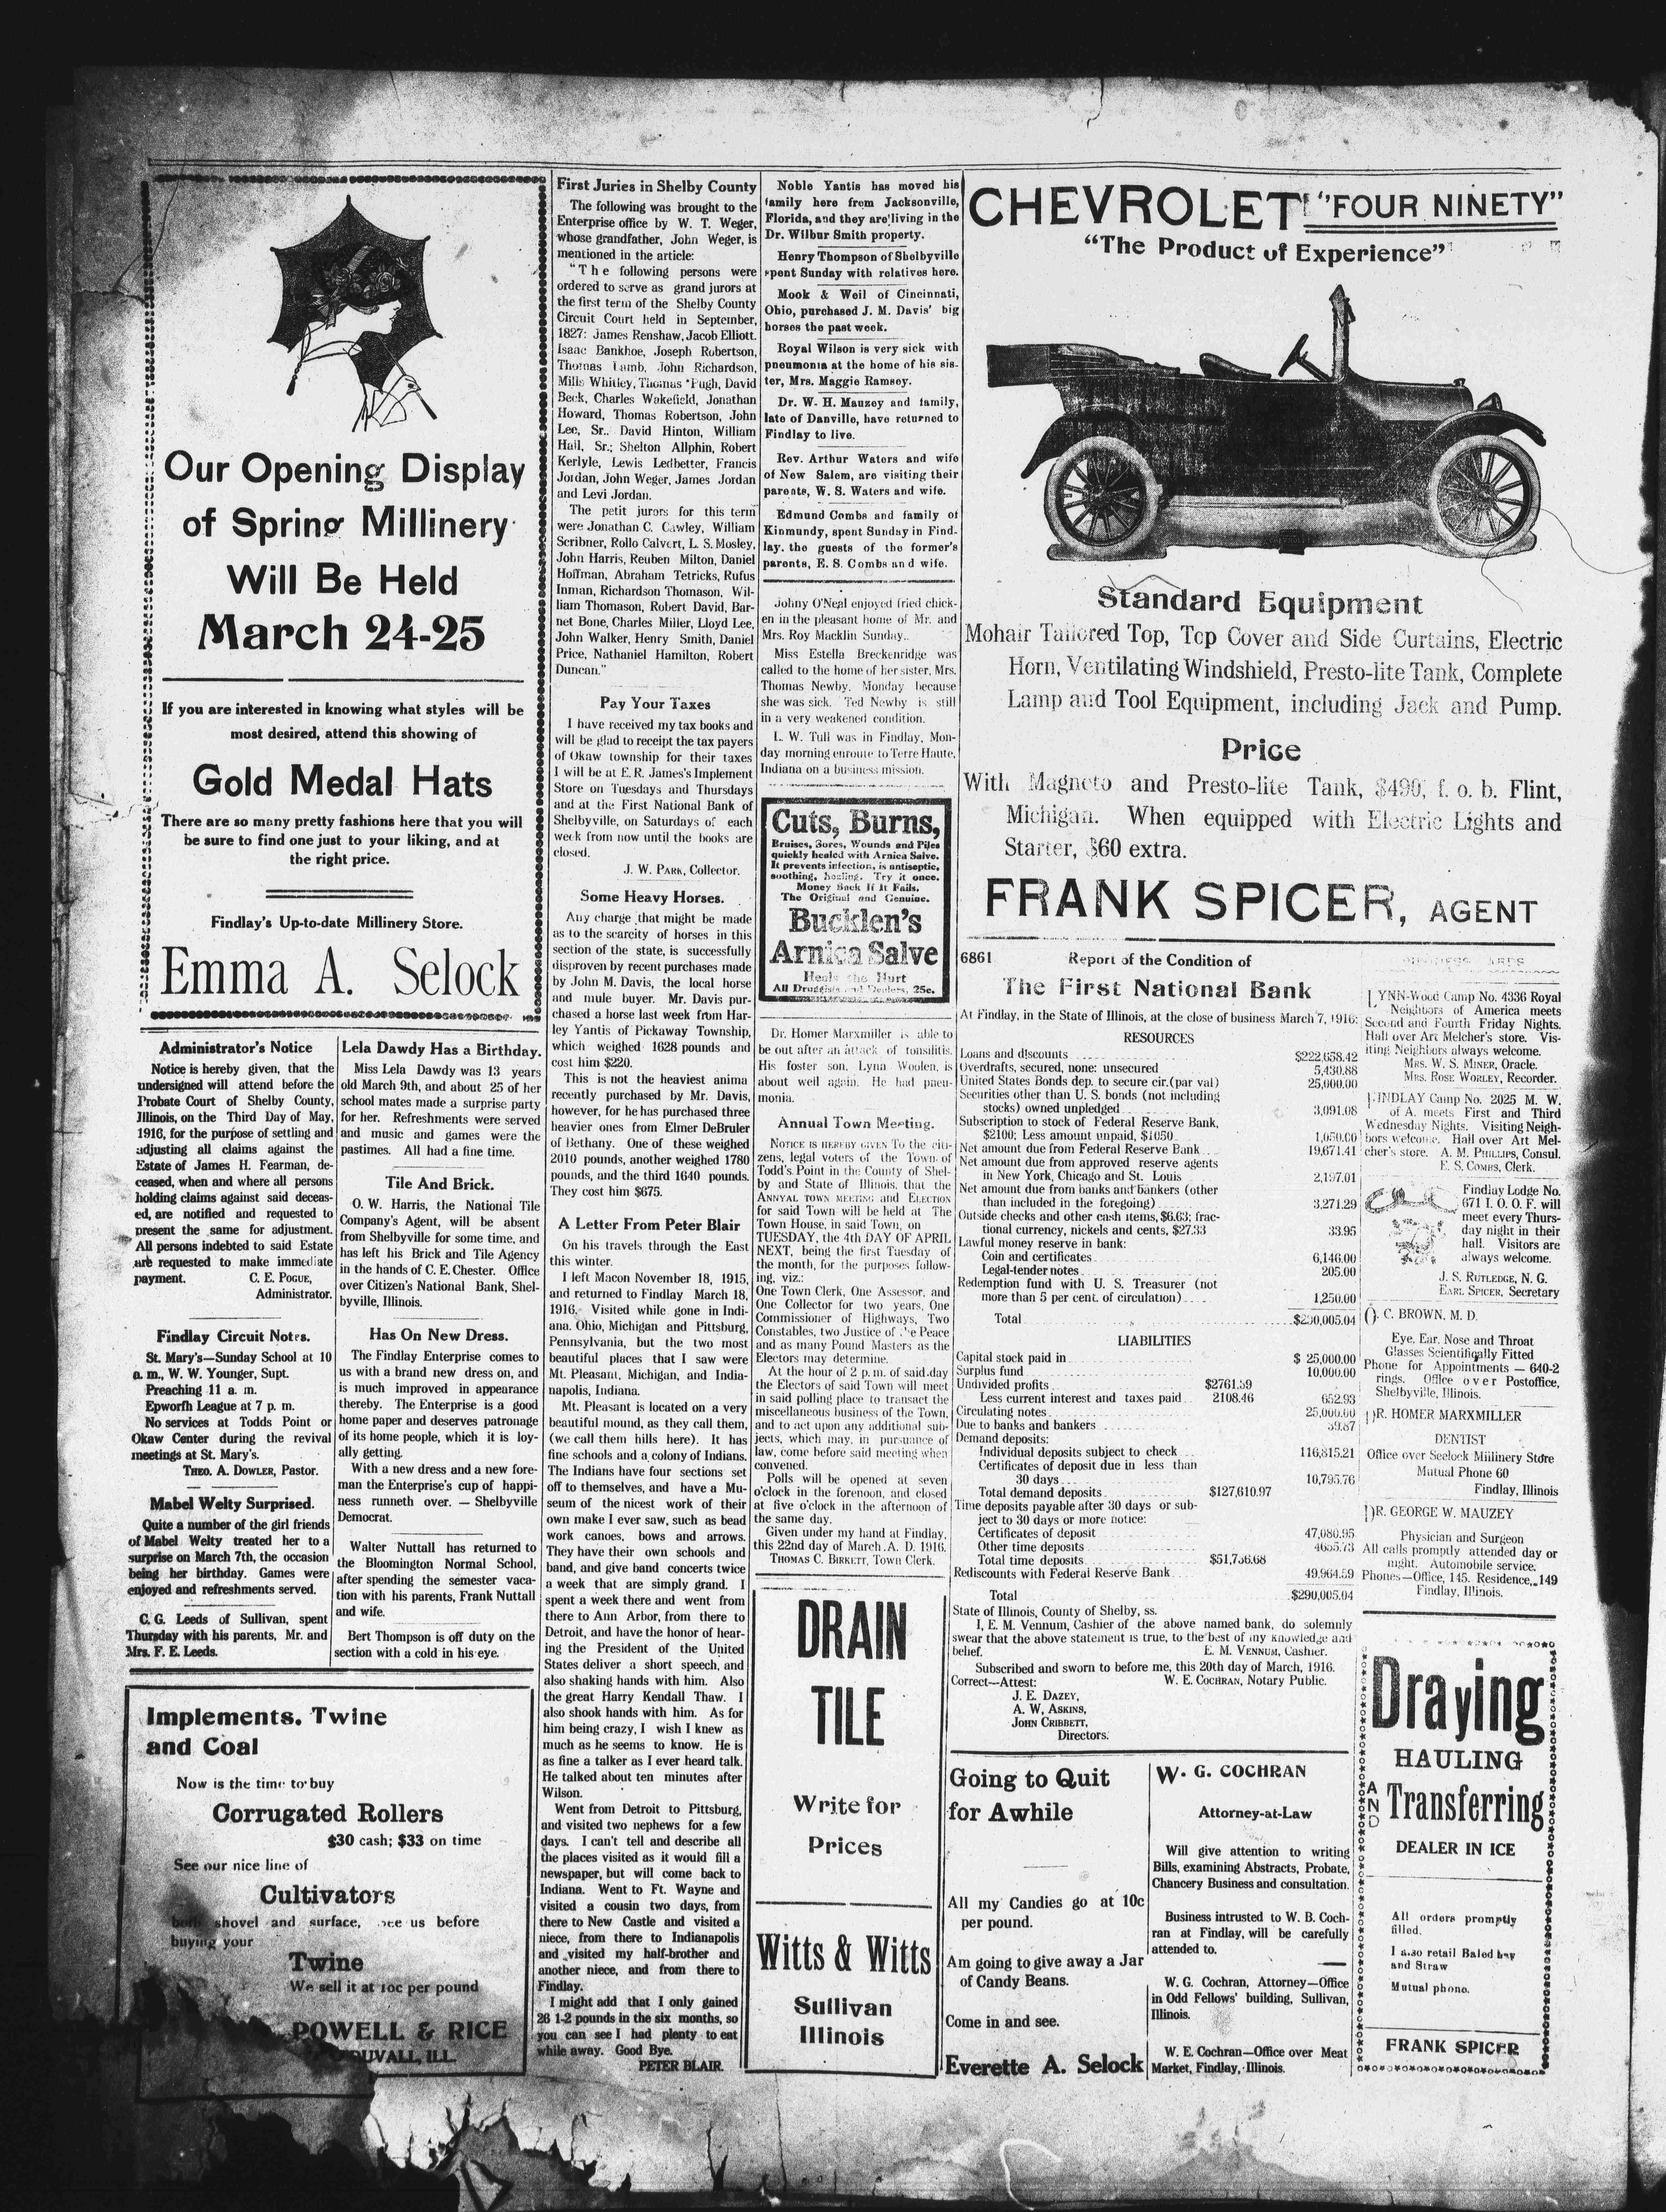 Our Opening Display
of Spring Millinery
Will Be Held
March 24-25
If you are interested in knowing what styles will be
most desired, attend this showing of
Gold Medal Hats
There are so many pretty fashions here that you will
be sure to find one just to your liking, and at
the right price.
Findlay's Up-to-date Millinery Store.
Emma A. Selock
Administrator's Notice
Notice is hereby given, that the
undersigned will attend before the
Probate Court of Shelby County,
Illinois, on the Third Day of May,
1916, for the purpose of settling and
adjusting all claims against the
Estate of James H. Fearman, de-
ceased, when and where all persons
holding claims against said deceas-
ed, are notified and requested to
present the same for adjustment.
All persons indebted to said Estate
are requested to make immediate
payment. C. E. POGUE,
Administrator.
Findlay Circuit Notes.
St. Mary's—Sunday School at 10
a. m., W. W. Younger, Supt.
Preaching 11 a. m.
Epworth League at 7 p. m.
No services at Todds Point or
Okaw Center during the revival
meetings at St. Mary's.
THEO. A. DOWLER, Pastor.
Mabel Welty Surprised.
Quite a number of the girl friends
of Mabel Welty treated her to a
surprise on March 7th, the occasion
being her birthday. Games were
enjoyed and refreshments served.
C. G. Leeds of Sullivan, spent
Thursday with his parents, Mr. and
Mrs. F. E. Leeds.
Lela Dawdy Has a Birthday.
Miss Lela Dawdy was 13 years
old March 9th, and about 25 of her
school mates made a surprise party
for her. Refreshments were served
and music and games were the
pastimes. All had a fine time.
Tile And Brick.
O. W. Harris, the National Tile
Company's Agent, will be absent
from Shelbyville for some time, and
has left his Brick and Tile Agency
in the hands of C. E. Chester. Office
over Citizen's National Bank, Shel-
byville, Illinois.
Has On New Dress.
The Findlay Enterprise comes to
us with a brand new dress on, and
is much improved in appearance
thereby. The Enterprise is a good
home paper and deserves patronage
of its home people, which it is loy-
ally getting.
With a new dress and a new fore-
man the Enterprise's cup of happi-
ness runneth over. — Shelbyville
Democrat.
Walter Nuttall has returned to
the Bloomington Normal School,
after spending the semester vaca-
tion with his parents, Frank Nuttall
and wife.
Bert Thompson is off duty on the
section with a cold in his eye.
Implements. Twine
and Coal
Now is the time to buy
Corrugated Rollers
$30 cash; $33 on time
See our nice line of
Cultivators
both shovel and surface, see us before
buying your
Twine
We sell it at 10c per pound
POWELL & RICE
DUVALL, ILL.
First Juries in Shelby County
The following was brought to the
Enterprise office by W. T. Weger,
whose grandfather, John Weger, is
mentioned in the article:
"The following persons were
ordered to serve as grand jurors at
the first term of the Shelby County
Circuit Court held in September,
1827: James Renshaw, Jacob Elliott.
Isaac Bankhoe, Joseph Robertson,
Thomas Lamb, John Richardson,
Mills Whitley, Thomas Pugh, David
Beck, Charles Wakefield, Jonathan
Howard, Thomas Robertson, John
Lee, Sr.. David Hinton, William
Hail, Sr.; Shelton Allphin, Robert
Kerlyle, Lewis Ledbetter, Francis
Jordan, John Weger, James Jordan
and Levi Jordan.
The petit jurors for this term
were Jonathan C. Cawley, William
Scribner, Rollo Calvert, L. S. Mosley,
John Harris, Reuben Milton, Daniel
Hoffman, Abraham Tetricks, Rufus
Inman, Richardson Thomason, Wil-
liam Thomason, Robert David, Bar-
net Bone, Charles Miller, Lloyd Lee,
John Walker, Henry Smith, Daniel
Price, Nathaniel Hamilton, Robert
Duncan."
Pay Your Taxes
I have received my tax books and
will be glad to receipt the tax payers
of Okaw township for their taxes
I will be at E. R. James's Implement
Store on Tuesdays and Thursdays
and at the First National Bank of
Shelbyville, on Saturdays of each
week from now until the books are
closed.
J. W. PARK, Collector.
Some Heavy Horses.
Any charge that might be made
as to the scarcity of horses in this
section of the state, is successfully
disproven by recent purchases made
by John M. Davis, the local horse
and mule buyer. Mr. Davis pur-
chased a horse last week from Har-
ley Yantis of Pickaway Township,
which weighed 1628 pounds and
cost him $220.
This is not the heaviest anima
recently purchased by Mr. Davis,
however, for he has purchased three
heavier ones from Elmer DeBruler
of Bethany. One of these weighed
2010 pounds, another weighed 1780
pounds, and the third 1640 pounds.
They cost him $675.
A Letter From Peter Blair
On his travels through the East
this winter.
I left Macon November 18, 1915,
and returned to Findlay March 18,
1916. Visited while gone in Indi-
ana. Ohio, Michigan and Pittsburg,
Pennsylvania, but the two most
beautiful places that I saw were
Mt. Pleasant, Michigan, and India-
napolis, Indiana.
Mt. Pleasant is located on a very
beautiful mound, as they call them,
(we call them hills here). It has
fine schools and a colony of Indians.
The Indians have four sections set
off to themselves, and have a Mu-
seum of the nicest work of their
own make I ever saw, such as bead
work canoes, bows and arrows.
They have their own schools and
band, and give band concerts twice
a week that are simply grand. I
spent a week there and went from
there to Ann Arbor, from there to
Detroit, and have the honor of hear-
ing the President of the United
States deliver a short speech, and
also shaking hands with him. Also
the great Harry Kendall Thaw. I
also shook hands with him. As for
him being crazy, I wish I knew as
much as he seems to know. He is
as fine a talker as I ever heard talk.
He talked about ten minutes after
Wilson.
Went from Detroit to Pittsburg,
and visited two nephews for a few
days. I can't tell and describe all
the places visited as it would fill a
newspaper, but will come back to
Indiana. Went to Ft. Wayne and
visited a cousin two days, from
there to New Castle and visited a
niece, from there to Indianapolis
and visited my half-brother and
another niece, and from there to
Findlay.
I might add that I only gained
26 1-2 pounds in the six months, so
you can see I had plenty to eat
while away. Good Bye.
PETER BLAIR.
Noble Yantis has moved his
family here from Jacksonville,
Florida, and they are living in the
Dr. Wilbur Smith property.
Henry Thompson of Shelbyville
spent Sunday with relatives here.
Mook & Weil of Cincinnati,
Ohio, purchased J. M. Davis' big
horses the past week.
Royal Wilson is very sick with
pneumonia at the home of his sis-
ter, Mrs. Maggie Ramsey.
Dr. W. H. Mauzey and family,
late of Danville, have returned to
Findlay to live.
Rev. Arthur Waters and wife
of New Salem, are visiting their
parents, W. S. Waters and wife.
Edmund Combs and family of
Kinmundy, spent Sunday in Find-
lay. the guests of the former's
parents, E. S. Combs and wife.
Johny O'Neal enjoyed fried chick-
en in the pleasant home of Mr. and
Mrs. Roy Macklin Sunday..
Miss Estella Breckenridge was
called to the home of her sister, Mrs.
Thomas Newby, Monday because
she was sick. Ted Newby is still
in a very weakened condition.
L. W. Tull was in Findlay, Mon-
day morning enroute to Terre Haute,
Indiana on a business mission.
Cuts, Burns,
Bruises, Sores, Wounds and Piles
quickly healed with Arnica Salve.
It prevents infection, is antiseptic,
soothing, healing. Try it once.
Money Back If It Fails.
The Original and Genuine.
Bucklen's
Arnica Salve
Heals the Hurt
All Druggists and Dealers, 25c.
Dr. Homer Marxmiller is able to
be out after an attack of tonsilitis.
His foster son, Lynn Woolen, is
about well again. He had pneu-
monia.
Annual Town Meeting.
NOTICE IS HEREBY GIVEN To the citi-
zens, legal voters of the Town of
Todd's Point in the County of Shel-
by and State of Illinois, that the
ANNYAL TOWN MEETING and ELECTION
for said Town will be held at The
Town House, in said Town, on
TUESDAY, the 4th DAY OF APRIL
NEXT, being the first Tuesday of
the month, for the purposes follow-
ing, viz.:
One Town Clerk, One Assessor, and
One Collector for two years, One
Commissioner of Highways, Two
Constables, two Justice of the Peace
and as many Pound Masters as the
Electors may determine.
At the hour of 2 p. m. of said day
the Electors of said Town will meet
in said polling place to transact the
miscellaneous business of the Town,
and to act upon any additional sub-
jects, which may, in pursuance of
law, come before said meeting when
convened.
Polls will be opened at seven
o'clock in the forenoon, and closed
at five o'clock in the afternoon of
the same day.
Given under my hand at Findlay,
this 22nd day of March. A. D. 1916.
THOMAS C. BIRKETT, Town Clerk.
DRAIN
TILE
Write for
Prices
Witts & Witts
Sullivan
Illinois
CHEVROLET "FOUR NINETY"
"The Product of Experience"
Standard Equipment
Mohair Tailored Top, Top Cover and Side Curtains, Electric
Horn, Ventilating Windshield, Presto-lite Tank, Complete
Lamp and Tool Equipment, including Jack and Pump.
Price
With Magneto and Presto-lite Tank, $490, f. o. b. Flint,
Michigan. When equipped with Electric Lights and
Starter, $60 extra.
FRANK SPICER, AGENT
6861 Report of the Condition of
The First National Bank
At Findlay, in the State of Illinois, at the close of business March 7, 1916:
RESOURCES
Loans and discounts $222,658.42
Overdrafts, secured, none: unsecured 5,430.88
United States Bonds dep. to secure cir.(par val) 25,000.00
Securities other than U. S. bonds (not including
stocks) owned unpledged 3,091.08
Subscription to stock of Federal Reserve Bank,
$2100; Less amount unpaid, $1050 1,050.00
Net amount due from Federal Reserve Bank 19,671.41
Net amount due from approved reserve agents
in New York, Chicago and St. Louis 2,197.01
Net amount due from banks and bankers (other
than included in the foregoing) 3,271.29
Outside checks and other cash items, $6.63; frac-
tional currency, nickels and cents, $27.33 33.95
Lawful money reserve in bank:
Coin and certificates 6,146.00
Legal-tender notes 205.00
Redemption fund with U. S. Treasurer (not
more than 5 per cent. of circulation) 1,250.00
Total $290,005.04
LIABILITIES
Capital stock paid in $ 25,000.00
Surplus fund 10,000.00
Undivided profits $2761.39
Less current interest and taxes paid 2108.46 652.93
Circulating notes 25,000.00
Due to banks and bankers 39.87
Demand deposits:
Individual deposits subject to check 116,815.21
Certificates of deposit due in less than
30 days 10,795.76
Total demand deposits $127,610.97
Time deposits payable after 30 days or sub-
ject to 30 days or more notice:
Certificates of deposit 47,080.95
Other time deposits 4655.73
Total time deposits $51,736.68
Rediscounts with Federal Reserve Bank 49,964.59
Total $290,005.04
State of Illinois, County of Shelby, ss.
I, E. M. Vennum, Cashier of the above named bank, do solemnly
swear that the above statement is true, to the best of my knowledge and
belief. E. M. VENNUM, Cashier.
Subscribed and sworn to before me, this 20th day of March, 1916.
Correct—Attest: W. E. COCHRAN, Notary Public.
J. E. DAZEY,
A. W. ASKINS,
JOHN CRIBBETT,
Directors.
Going to Quit
for Awhile
All my Candies go at 10c
per pound.
Am going to give away a Jar
of Candy Beans.
Come in and see.
Everette A. Selock
W. G. COCHRAN
Attorney-at-Law
Will give attention to writing
Bills, examining Abstracts, Probate,
Chancery Business and consultation.
Business intrusted to W. B. Coch-
ran at Findlay, will be carefully
attended to.
W. G. Cochran, Attorney—Office
in Odd Fellows' building, Sullivan,
Illinois.
W. E. Cochran—Office over Meat
Market, Findlay, Illinois.
LYNN-Wood Camp No. 4336 Royal
Neighbors of America meets
Second and Fourth Friday Nights.
Hall over Art Melcher's store. Vis-
iting Neighbors always welcome.
MRS. W. S. MINER, Oracle.
MRS. ROSE WORLEY, Recorder.
FINDLAY Camp No. 2025 M. W.
of A. meets First and Third
Wednesday Nights. Visiting Neigh-
bors welcome. Hall over Art Mel-
cher's store. A. M. PHILLIPS, Consul.
E. S. COMBS, Clerk.
Findlay Lodge No.
671 I. O. O. F. will
meet every Thurs-
day night in their
hall. Visitors are
always welcome.
J. S. RUTLEDGE, N. G.
EARL SPICER, Secretary
O. C. BROWN, M. D.
Eye, Ear, Nose and Throat
Glasses Scientifically Fitted
Phone for Appointments — 640-2
rings. Office over Postoffice,
Shelbyville, Illinois.
DR. HOMER MARXMILLER
DENTIST
Office over Seelock Millinery Store
Mutual Phone 60
Findlay, Illinois
DR. GEORGE W. MAUZEY
Physician and Surgeon
All calls promptly attended day or
night. Automobile service.
Phones—Office, 145. Residence, 149
Findlay, Illinois.
Draying
HAULING
AND Transferring
DEALER IN ICE
All orders promptly
filled.
I also retail Baled hay
and Straw
Mutual phone.
FRANK SPICER